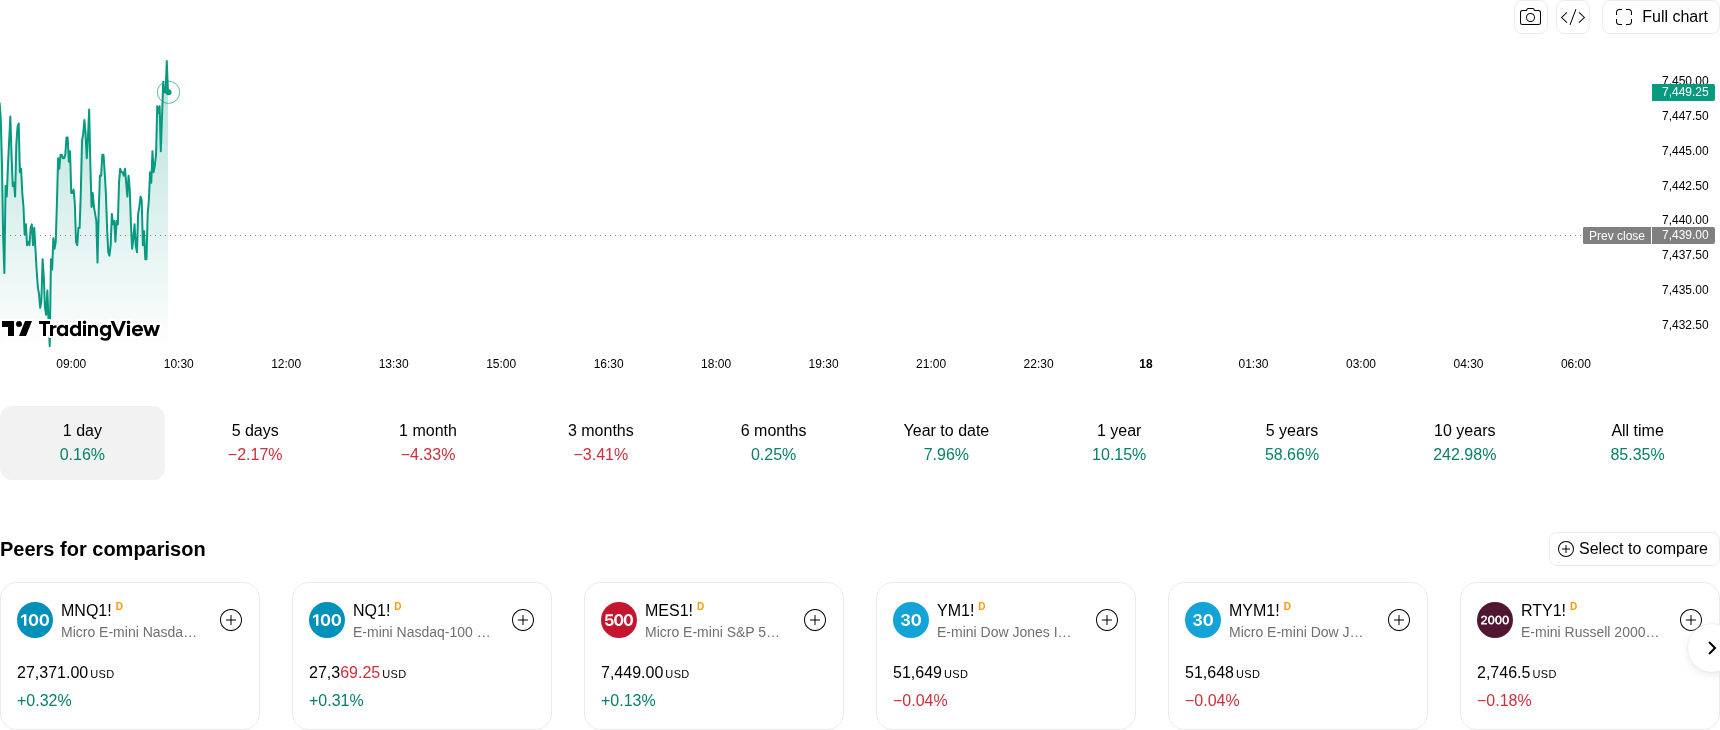 Full chart
7,450.00
7,449.25
7,447.50
7,445.00
7,442.50
7,440.00
Prev close 7,439.00
7,437.50
7,435.00
7,432.50
TradingView
09:00 10:30 12:00 13:30 15:00 16:30 18:00 19:30 21:00 22:30 18 01:30 03:00 04:30 06:00
1 day 5 days 1 month 3 months 6 months Year to date 1 year 5 years 10 years All time
0.16% −2.17% −4.33% −3.41% 0.25% 7.96% 10.15% 58.66% 242.98% 85.35%
Peers for comparison
Select to compare
100 MNQ1! D
Micro E-mini Nasda…
27,371.00 USD
+0.32%
100 NQ1! D
E-mini Nasdaq-100 …
27,369.25 USD
+0.31%
500 MES1! D
Micro E-mini S&P 5…
7,449.00 USD
+0.13%
30 YM1! D
E-mini Dow Jones I…
51,649 USD
−0.04%
30 MYM1! D
Micro E-mini Dow J…
51,648 USD
−0.04%
2000 RTY1! D
E-mini Russell 2000…
2,746.5 USD
−0.18%